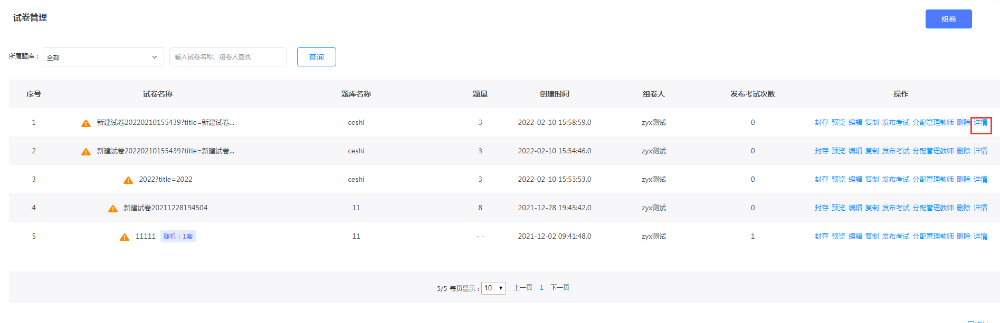 试卷管理
组卷
所属题库： 全部 输入试卷名称、组卷人查找 查询
序号 试卷名称 题库名称 题量 创建时间 组卷人 发布考试次数 操作
1 新建试卷20220210155439?title=新建试卷... ceshi 3 2022-02-10 15:58:59.0 zyx测试 0 封存 预览 编辑 复制 发布考试 分配管理教师 删除 详情
2 新建试卷20220210155439?title=新建试卷... ceshi 3 2022-02-10 15:54:46.0 zyx测试 0 封存 预览 编辑 复制 发布考试 分配管理教师 删除 详情
3 2022?title=2022 ceshi 3 2022-02-10 15:53:53.0 zyx测试 0 封存 预览 编辑 复制 发布考试 分配管理教师 删除 详情
4 新建试卷20211228194504 11 8 2021-12-28 19:45:42.0 zyx测试 0 封存 预览 编辑 复制 发布考试 分配管理教师 删除 详情
5 11111 随机：1套 11 - - 2021-12-02 09:41:48.0 zyx测试 1 封存 预览 编辑 复制 发布考试 分配管理教师 删除 详情
5/5 每页显示： 10 上一页 1 下一页